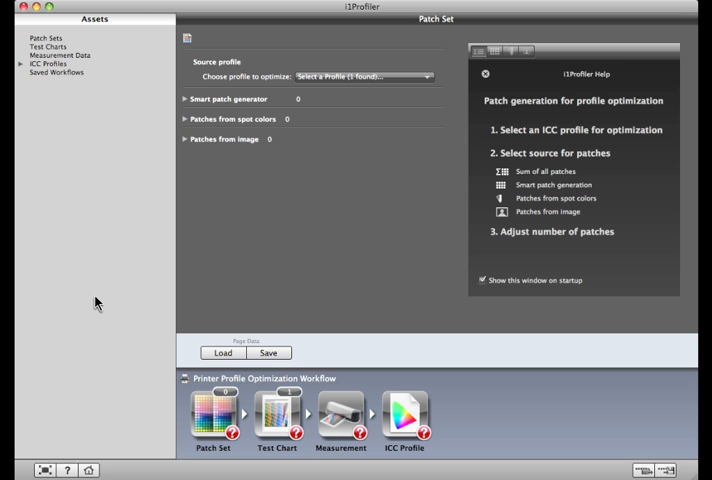 i1Profiler
Assets
Patch Set
Patch Sets
Test Charts
Measurement Data
ICC Profiles
Saved Workflows
Source profile
Choose profile to optimize: Select a Profile (1 found)...
Smart patch generator 0
Patches from spot colors 0
Patches from image 0
i1Profiler Help
Patch generation for profile optimization
1. Select an ICC profile for optimization
2. Select source for patches
Sum of all patches
Smart patch generation
Patches from spot colors
Patches from image
3. Adjust number of patches
Show this window on startup
Page Data
Load Save
Printer Profile Optimization Workflow
0 1
? ? ? ?
Patch Set Test Chart Measurement ICC Profile
?